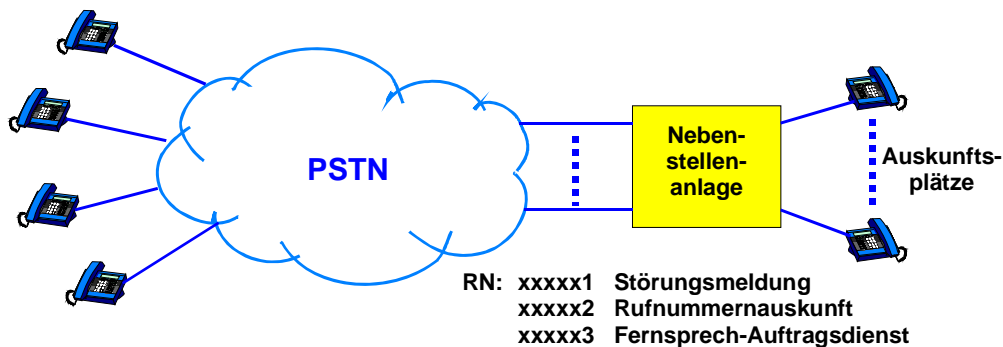 PSTN
Neben-
stellen-
anlage
Auskunfts-
plätze
RN: xxxxx1 Störungsmeldung
xxxxx2 Rufnummernauskunft
xxxxx3 Fernsprech-Auftragsdienst